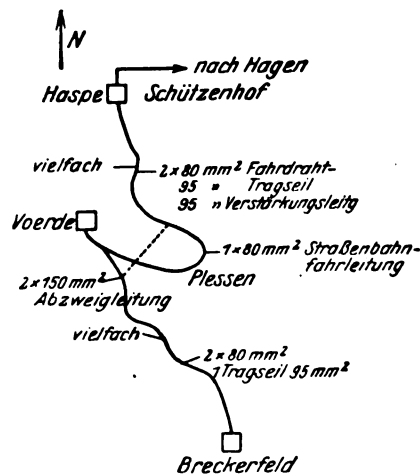 N
nach Hagen
Haspe Schützenhof
vielfach
2×80 mm² Fahrdraht-
95 " Tragseil
95 " Verstärkungsleitg
Voerde
1×80 mm² Straßenbahn-
fahrleitung
Plessen
2×150 mm²
Abzweigleitung
vielfach
2×80 mm²
1 Tragseil 95 mm²
Breckerfeld